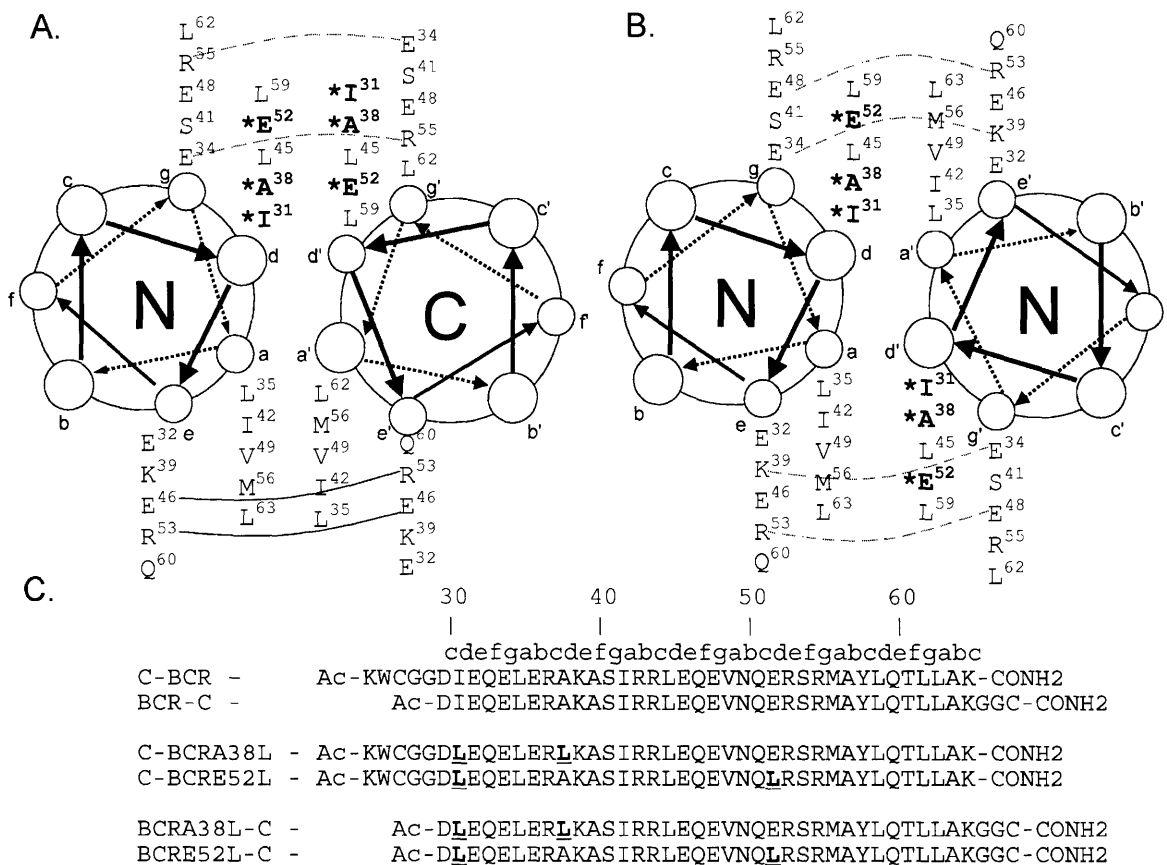 A.
L62
R55
E48
S41
E34
L59
*E52
L45
*A38
*I31
*I31
*A38
L45
*E52
L59
E34
S41
E48
R55
L62
g
c
d
f
N
a
b
e
g'
c'
d'
C
f'
a'
e'
b'
E32
K39
E46
R53
Q60
L35
I42
V49
M56
L63
L62
M56
V49
I42
L35
Q60
R53
E46
K39
E32
B.
L62
R55
E48
S41
E34
L59
*E52
L45
*A38
*I31
L63
M56
V49
I42
L35
Q60
R53
E46
K39
E32
g
c
d
f
N
a
b
e
e'
b'
a'
N
d'
g'
c'
E32
K39
E46
R53
Q60
L35
I42
V49
M56
L63
*I31
*A38
L45
*E52
L59
E34
S41
E48
R55
L62
C.
30 40 50 60
cdefgabcdefgabcdefgabcdefgabcdefgabc
C-BCR - Ac-KWCGGDIEQELERAKASIRRLEQEVNQERSRMAYLQTLLAK-CONH2
BCR-C - Ac-DIEQELERAKASIRRLEQEVNQERSRMAYLQTLLAKGGC-CONH2
C-BCRA38L - Ac-KWCGGDLEQELERLKASIRRLEQEVNQERSRMAYLQTLLAK-CONH2
C-BCRE52L - Ac-KWCGGDLEQELERAKASIRRLEQEVNQLRSRMAYLQTLLAK-CONH2
BCRA38L-C - Ac-DLEQELERLKASIRRLEQEVNQERSRMAYLQTLLAKGGC-CONH2
BCRE52L-C - Ac-DLEQELERAKASIRRLEQEVNQLRSRMAYLQTLLAKGGC-CONH2